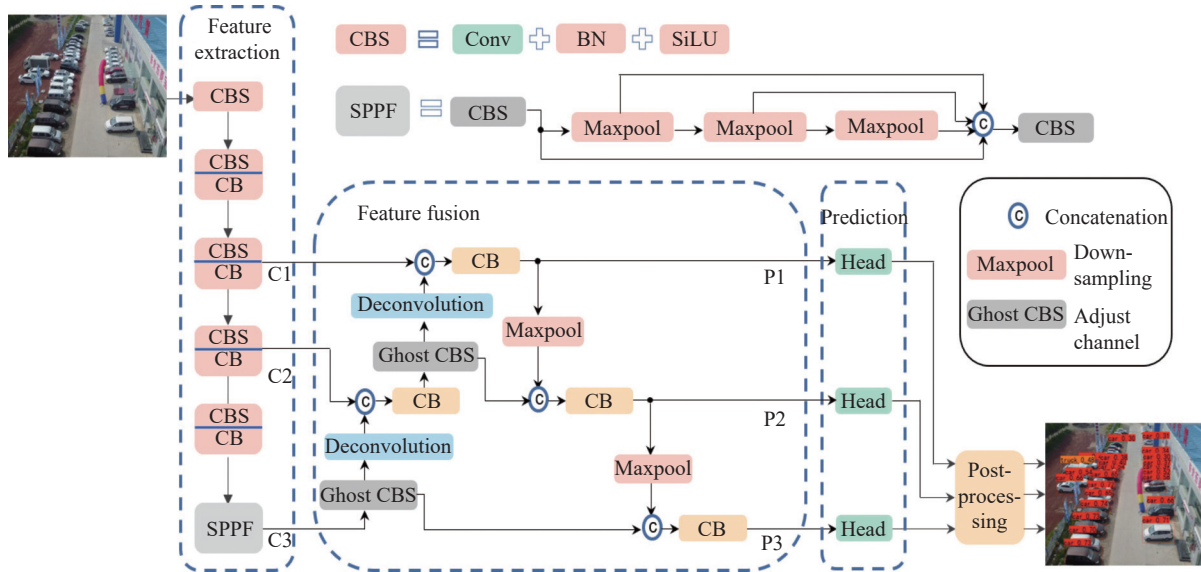 Feature
extraction
CBS
CBS
CB
CBS
CB
C1
CBS
CB
C2
CBS
CB
SPPF
C3
CBS
Conv
BN
SiLU
SPPF
CBS
Maxpool
Maxpool
Maxpool
C
CBS
Feature fusion
C
CB
P1
Deconvolution
Maxpool
Ghost CBS
C
CB
C
CB
P2
Deconvolution
Maxpool
Ghost CBS
C
CB
P3
Prediction
Head
Head
Head
C
Concatenation
Maxpool
Down-
sampling
Ghost CBS
Adjust
channel
Post-
proces-
sing